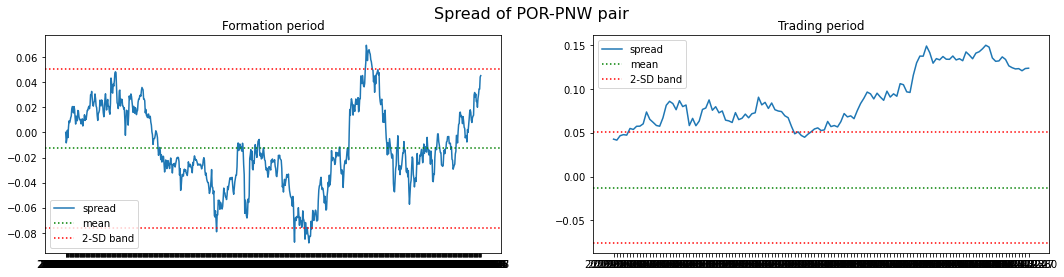 Spread of POR-PNW pair
Formation period
0.06
0.04
0.02
0.00
−0.02
−0.04
−0.06
−0.08
spread
mean
2-SD band
Trading period
0.15
0.10
0.05
0.00
−0.05
spread
mean
2-SD band